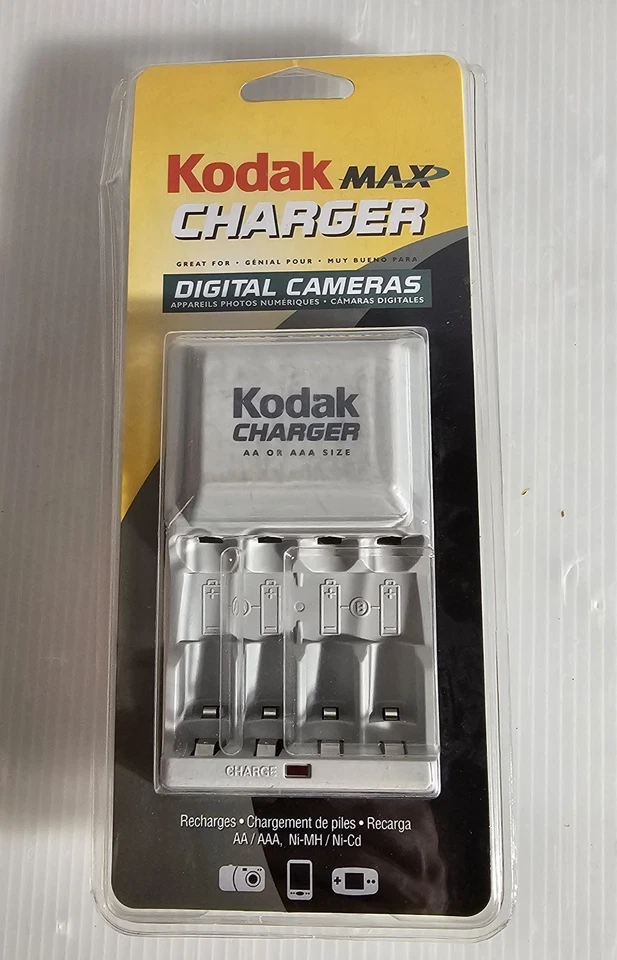 Kodak MAX
CHARGER
GREAT FOR • GÉNIAL POUR • MUY BUENO PARA
DIGITAL CAMERAS
APPAREILS PHOTOS NUMÉRIQUES • CÁMARAS DIGITALES
Kodak
CHARGER
AA OR AAA SIZE
+ + + +
CHARGE
Recharges • Chargement de piles • Recarga
AA / AAA, Ni-MH / Ni-Cd